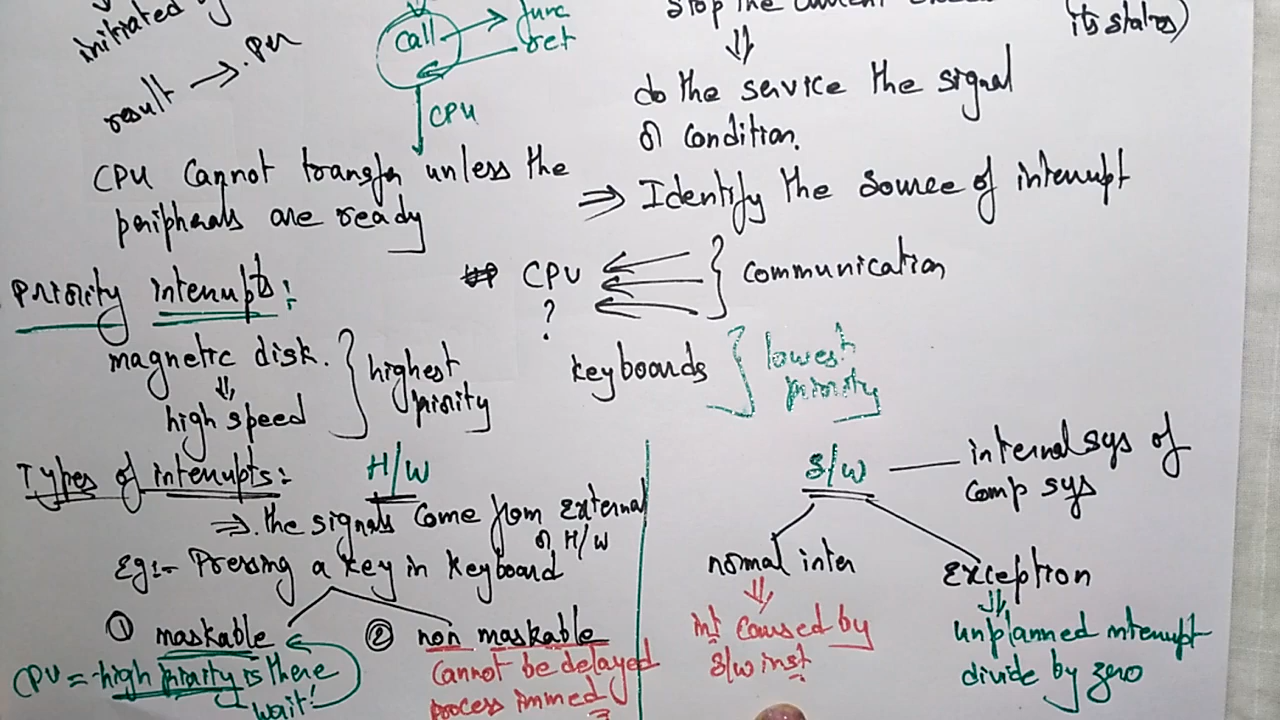 initiated
result → per
call
func
ret
CPU
stop the current
its states)
⇓
do the service the signal
or condition.
CPU cannot transfer unless the
peripherals are ready
⇒ Identify the source of interrupt
Priority interrupts:
CPU
?
communication
magnetic disk.
⇓
high speed
highest
priority
keyboards
lowest
priority
Types of interrupts:
H/W
⇒ the signals come from external
or H/W
Eg:- Pressing a key in keyboard
① maskable
② non maskable
CPU = high priority is there
wait!
cannot be delayed
process immed
S/W
internal sys of
comp sys
normal inter
⇓
int caused by
S/W inst
exception
⇓
unplanned interrupt
divide by zero